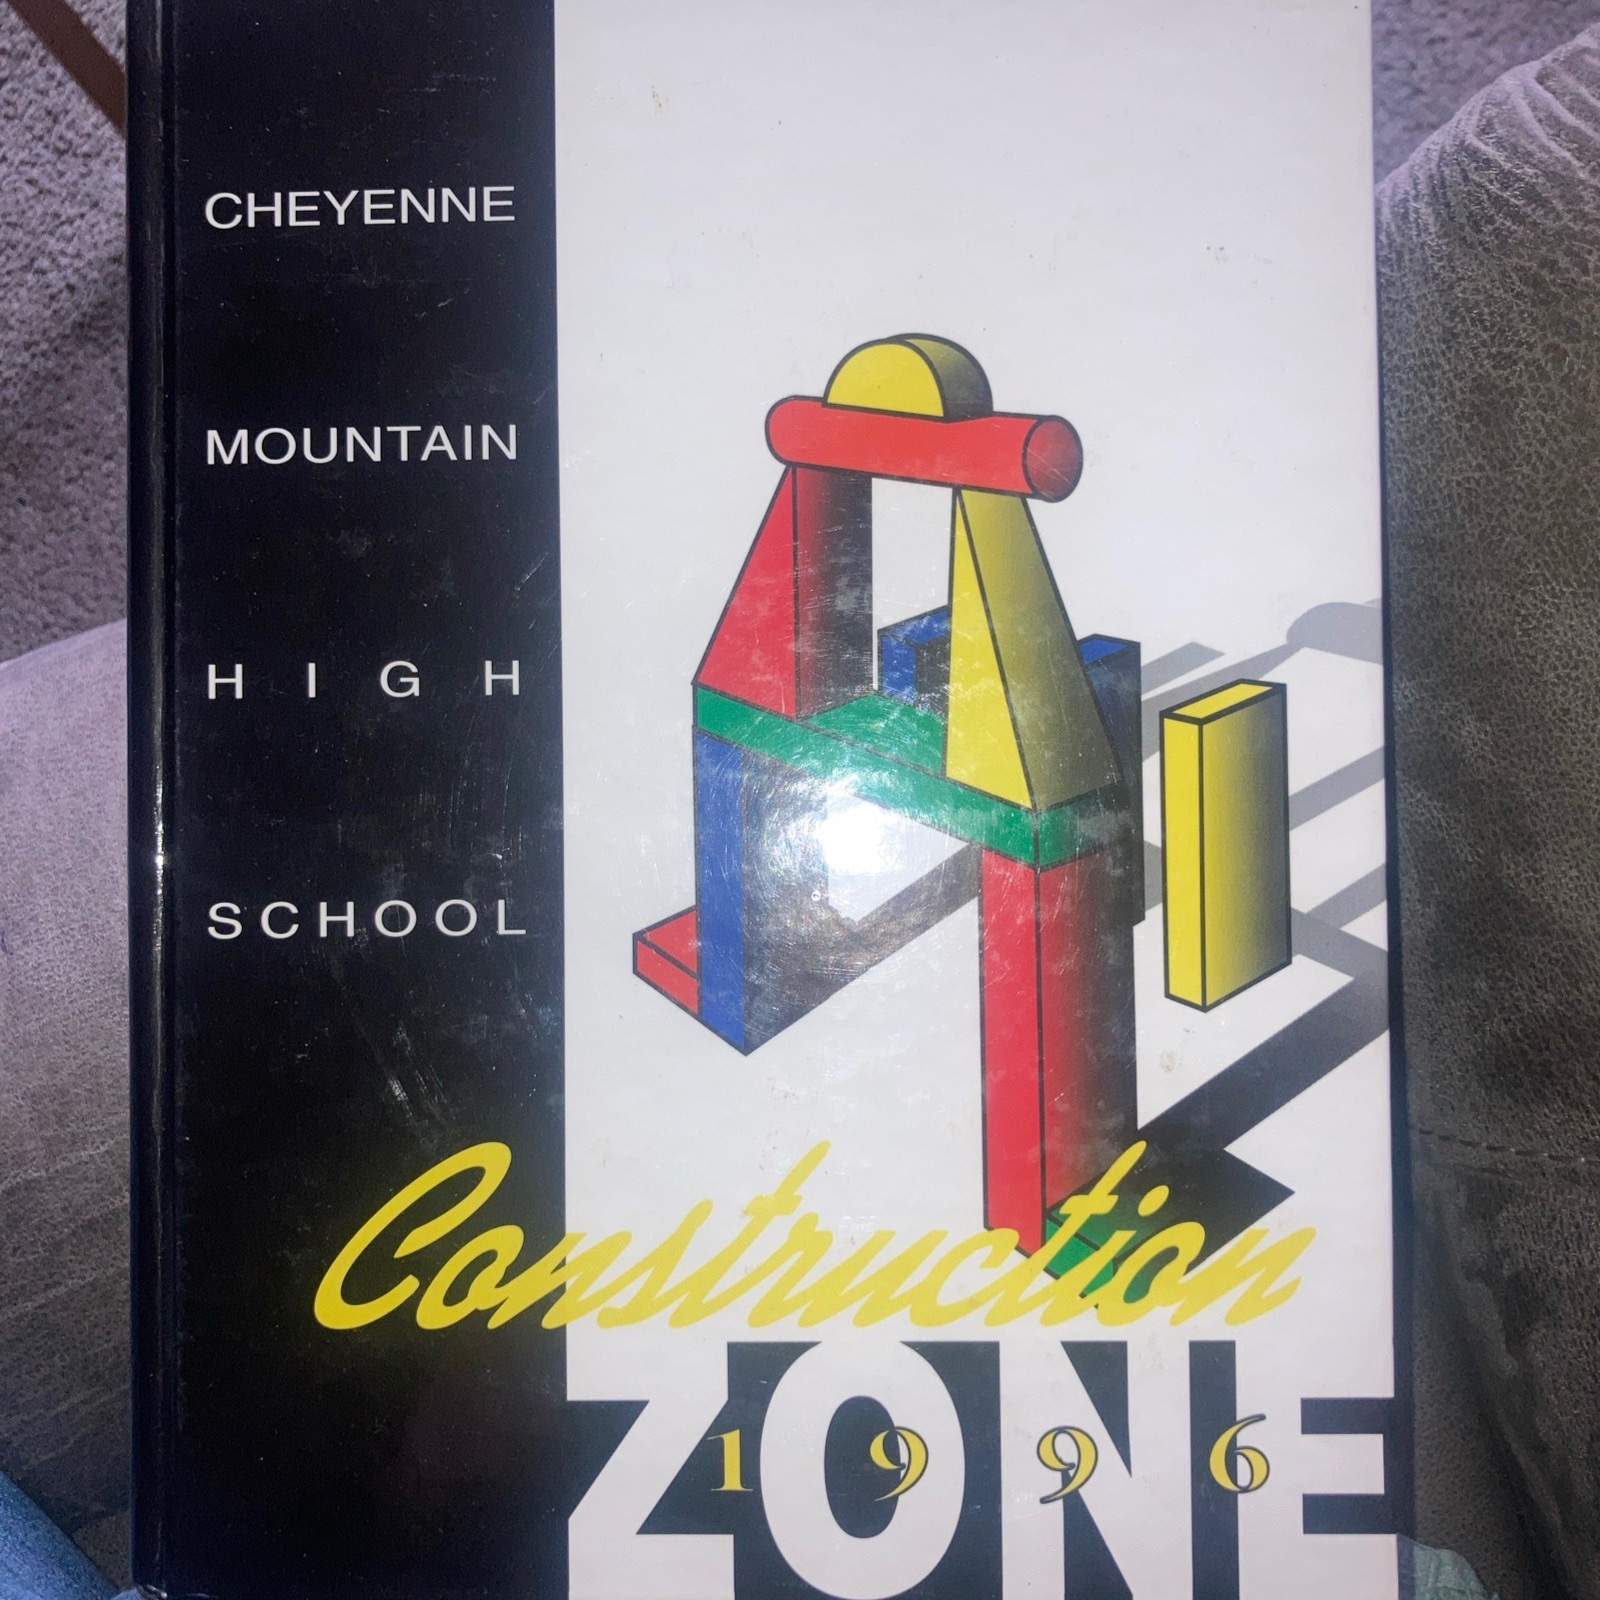 CHEYENNE
MOUNTAIN
HIGH
SCHOOL
Construction
ZONE
1996